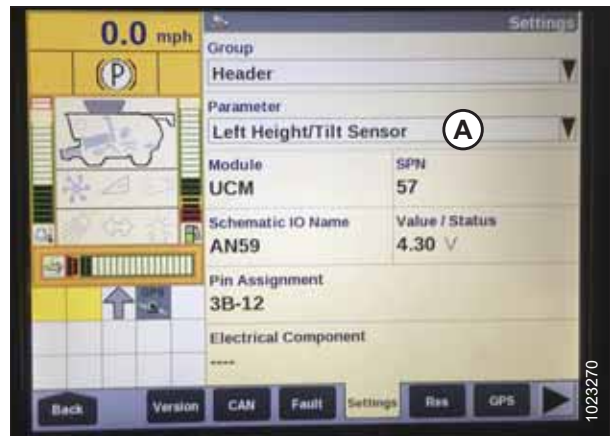 0.0 mph
Settings
(P)
Group
Header
Parameter
Left Height/Tilt Sensor
A
Module
SPN
UCM
57
Schematic IO Name
Value / Status
AN59
4.30 V
Pin Assignment
3B-12
Electrical Component
----
Back
Version
CAN
Fault
Settings
GPS
1023270